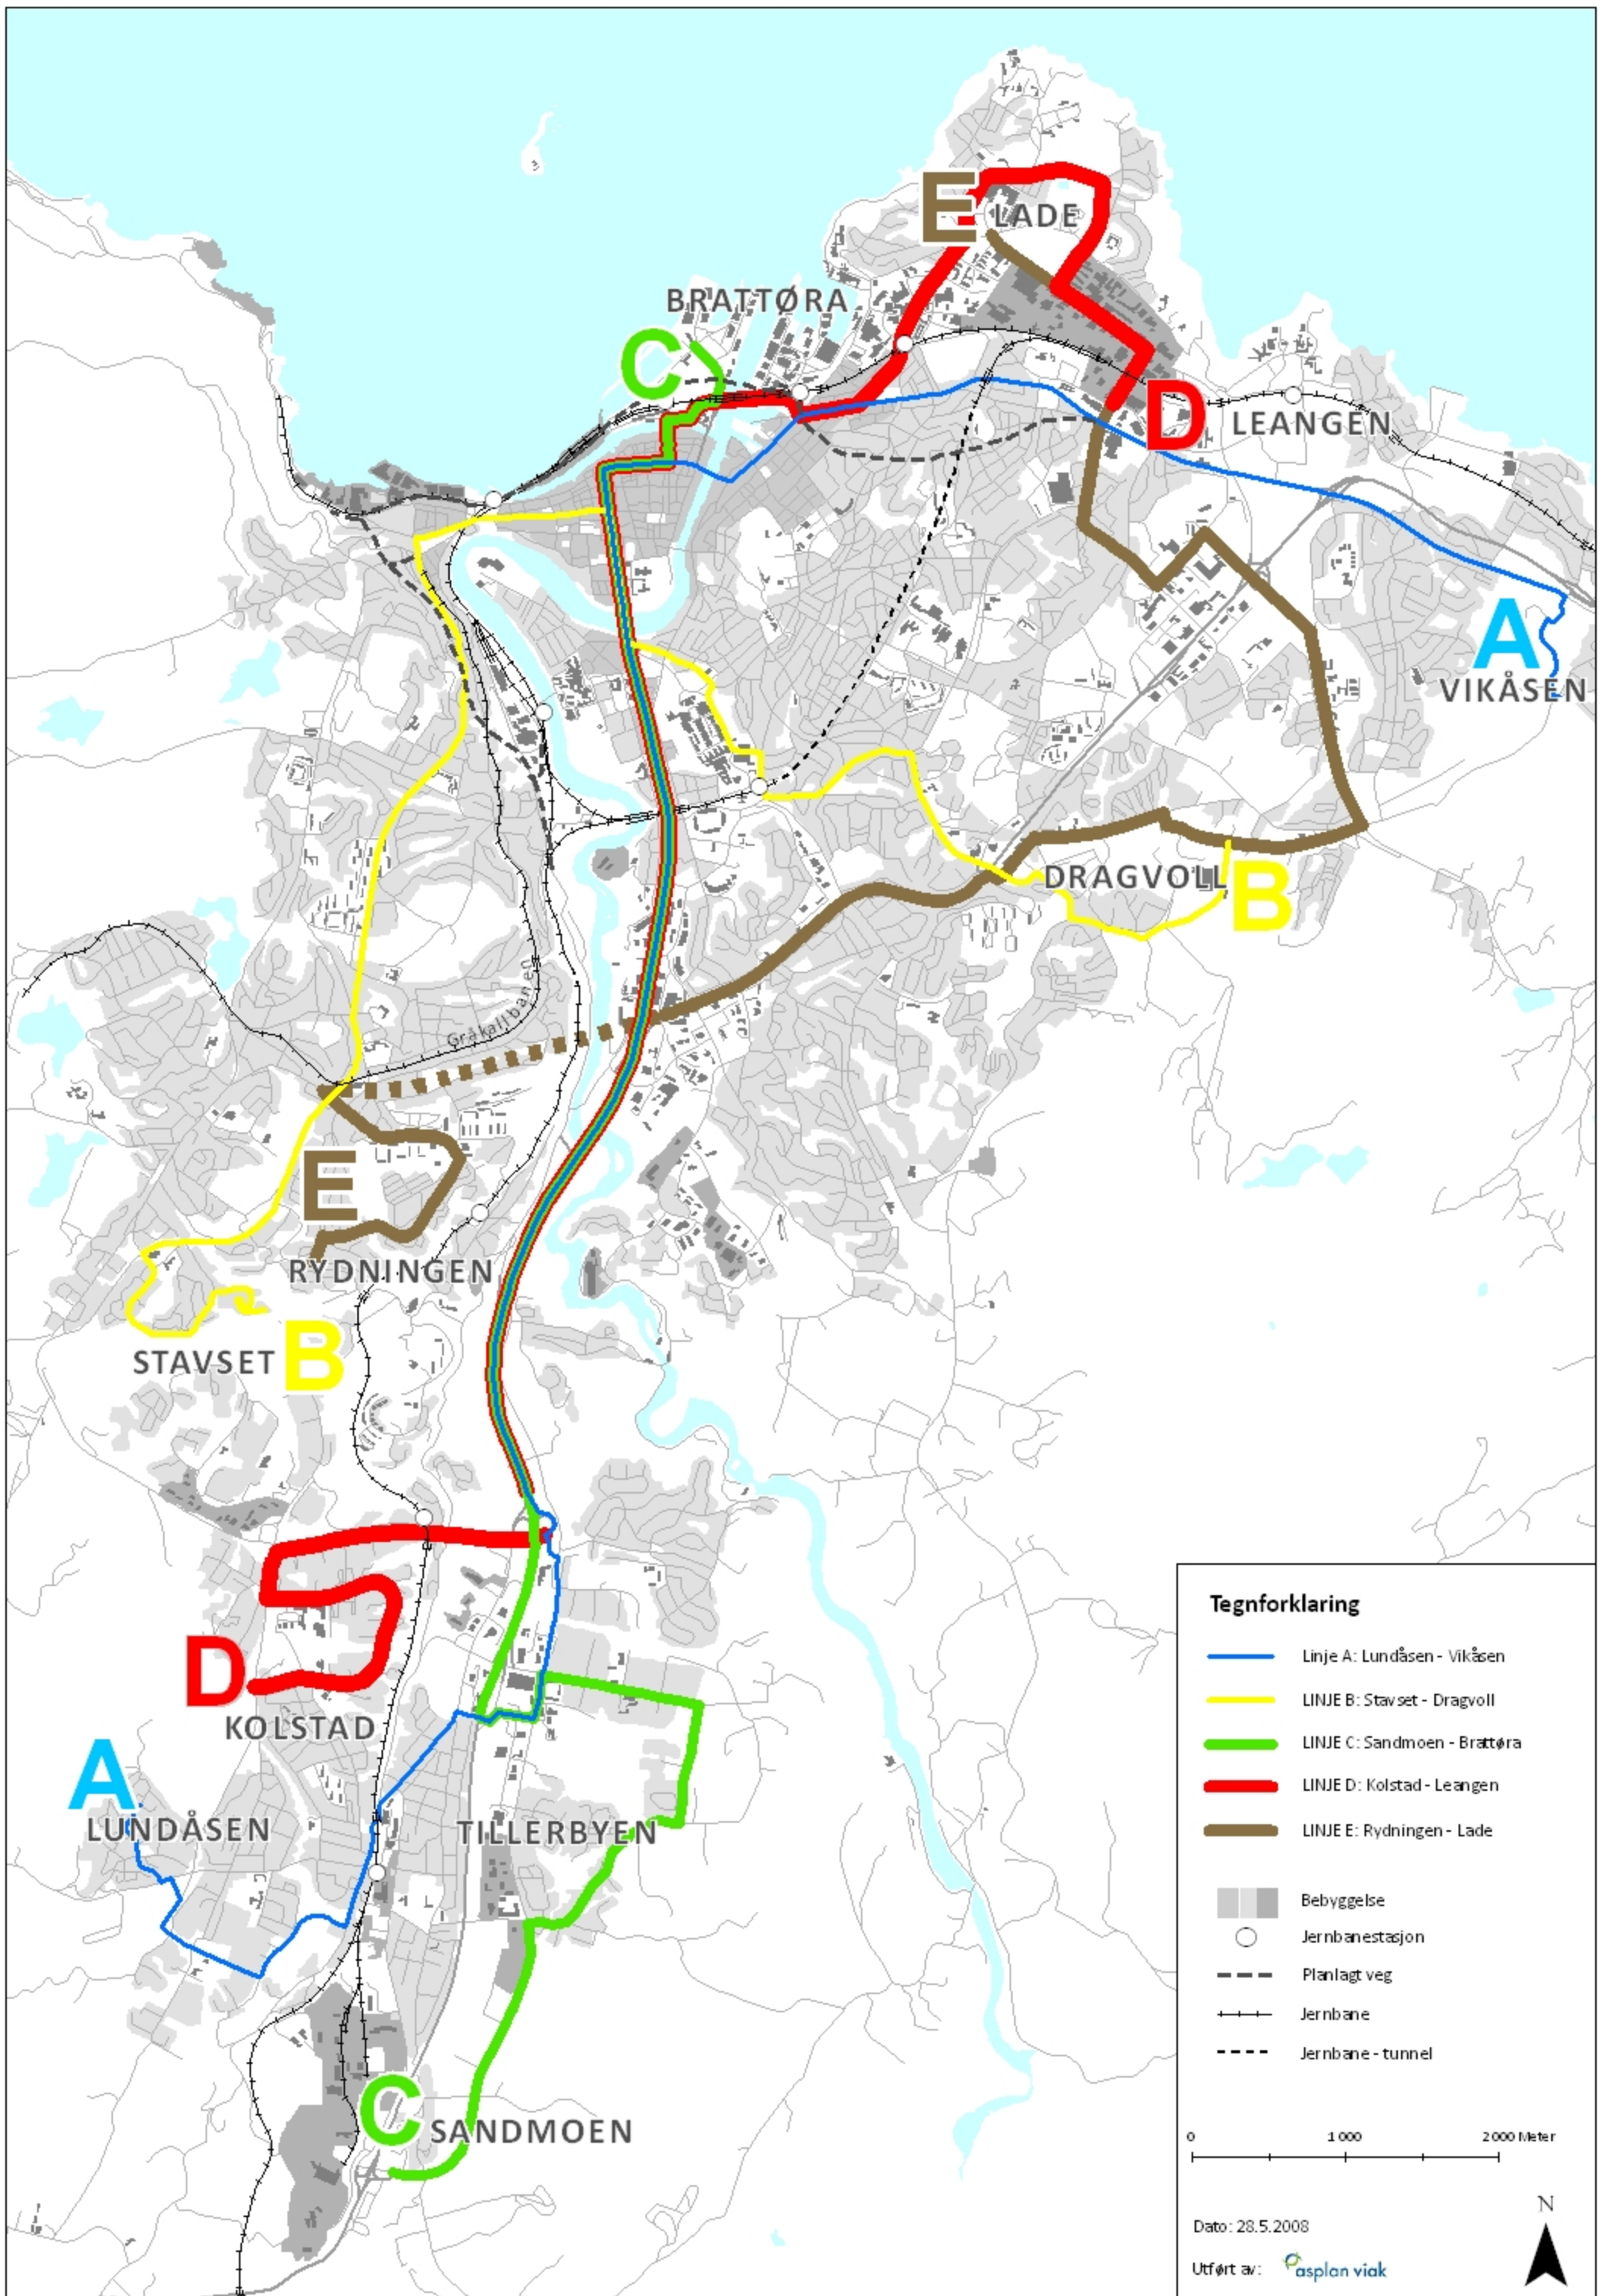 E
LADE
BRATTØRA
C
D
LEANGEN
A
VIKÅSEN
DRAGVOLL
B
Gråkallbanen
E
RYDNINGEN
STAVSET
B
D
KOLSTAD
A
LUNDÅSEN
TILLERBYEN
C
SANDMOEN
Tegnforklaring
Linje A: Lundåsen - Vikåsen
LINJE B: Stavset - Dragvoll
LINJE C: Sandmoen - Brattøra
LINJE D: Kolstad - Leangen
LINJE E: Rydningen - Lade
Bebyggelse
Jernbanestasjon
Planlagt veg
Jernbane
Jernbane - tunnel
0 1 000 2 000 Meter
N
Dato: 28.5.2008
Utført av: asplan viak